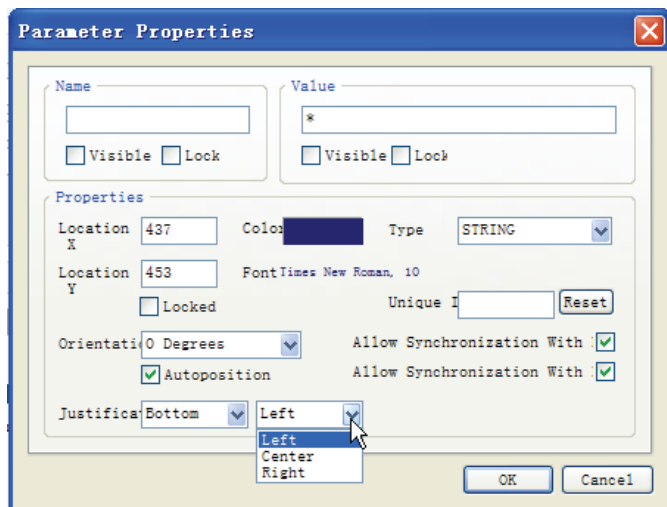 Parameter Properties
Name
Value
*
Visible Lock
Visible Lock
Properties
Location X 437 Color Type STRING
Location Y 453 Font Times New Roman, 10
Locked Unique I Reset
Orientati 0 Degrees Allow Synchronization With
Autoposition Allow Synchronization With
Justifica Bottom Left
Left
Center
Right
OK Cancel